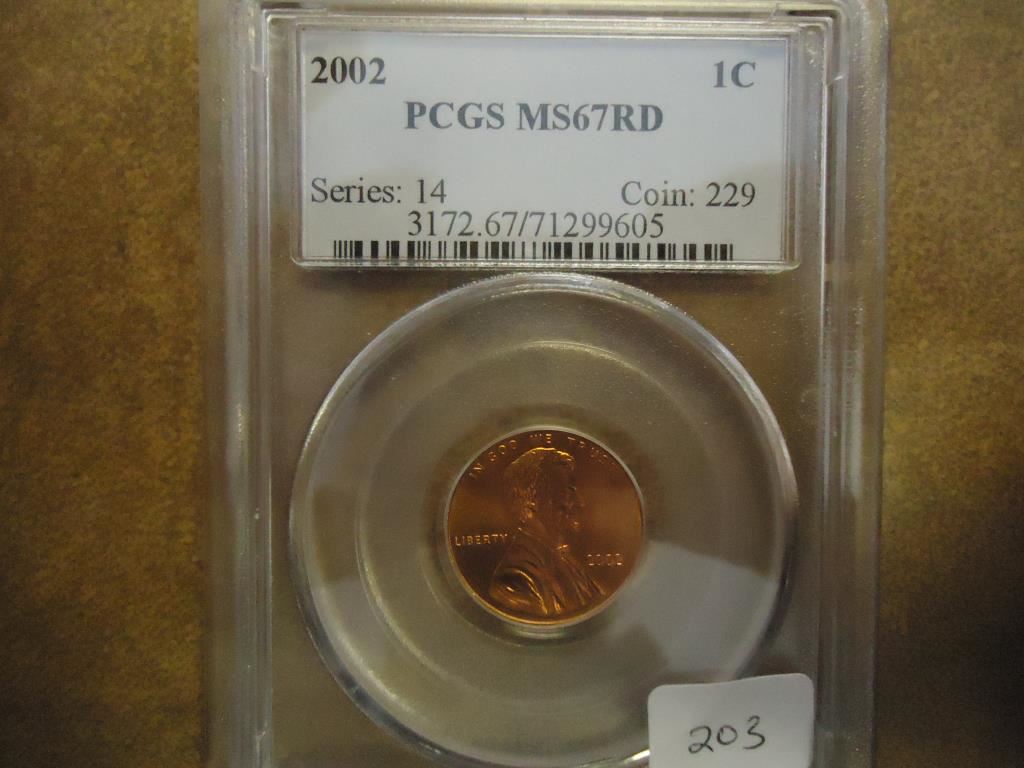 2002 1C
PCGS MS67RD
Series: 14 Coin: 229
3172.67/71299605
IN GOD WE TRUST
LIBERTY
2002
203